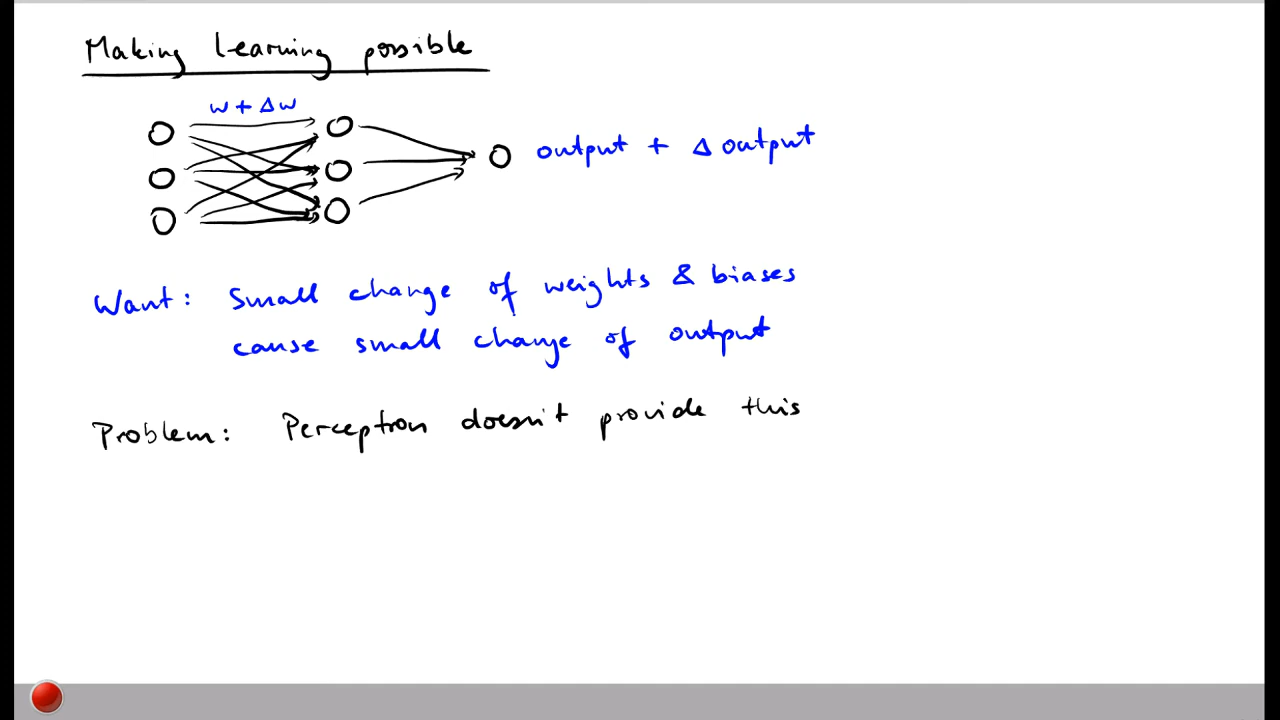 Making learning possible
w + Δw
output + Δ output
Want: Small change of weights & biases
cause small change of output
Problem: Perceptron doesn't provide this